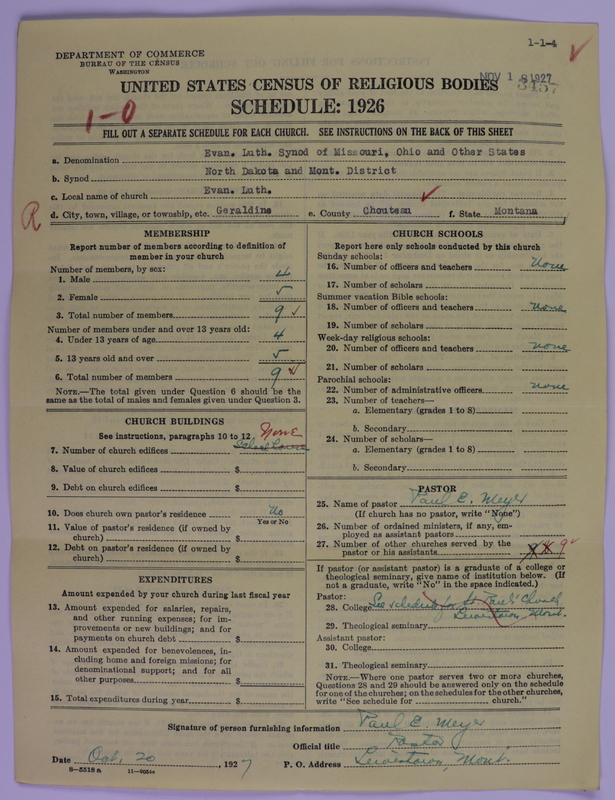 1-1-4
DEPARTMENT OF COMMERCE
BUREAU OF THE CENSUS
WASHINGTON
NOV 18 1927
3457
UNITED STATES CENSUS OF RELIGIOUS BODIES
SCHEDULE: 1926
1-0
FILL OUT A SEPARATE SCHEDULE FOR EACH CHURCH. SEE INSTRUCTIONS ON THE BACK OF THIS SHEET
a. Denomination Evan. Luth. Synod of Missouri, Ohio and Other States
b. Synod North Dakota and Mont. District
c. Local name of church Evan. Luth.
R
d. City, town, village, or township, etc. Geraldine e. County Chouteau f. State Montana
MEMBERSHIP
Report number of members according to definition of
member in your church
Number of members, by sex:
1. Male 4
2. Female 5
3. Total number of members 9 ✓
Number of members under and over 13 years old:
4. Under 13 years of age 4
5. 13 years old and over 5
6. Total number of members 9 ✓
NOTE.—The total given under Question 6 should be the
same as the total of males and females given under Question 3.
CHURCH BUILDINGS
See instructions, paragraphs 10 to 12 None
7. Number of church edifices Schoolhouse
8. Value of church edifices $
9. Debt on church edifices $
10. Does church own pastor's residence No
Yes or No
11. Value of pastor's residence (if owned by
church) $
12. Debt on pastor's residence (if owned by
church) $
EXPENDITURES
Amount expended by your church during last fiscal year
13. Amount expended for salaries, repairs,
and other running expenses; for im-
provements or new buildings; and for
payments on church debt $
14. Amount expended for benevolences, in-
cluding home and foreign missions; for
denominational support; and for all
other purposes $
15. Total expenditures during year $
CHURCH SCHOOLS
Report here only schools conducted by this church
Sunday schools:
16. Number of officers and teachers None
17. Number of scholars
Summer vacation Bible schools:
18. Number of officers and teachers None
19. Number of scholars
Week-day religious schools:
20. Number of officers and teachers None
21. Number of scholars
Parochial schools:
22. Number of administrative officers None
23. Number of teachers—
a. Elementary (grades 1 to 8)
b. Secondary
24. Number of scholars—
a. Elementary (grades 1 to 8)
b. Secondary
PASTOR
25. Name of pastor Paul E. Meyer
(If church has no pastor, write "None")
26. Number of ordained ministers, if any, em-
ployed as assistant pastors
27. Number of other churches served by the
pastor or his assistants 9 ✓
If pastor (or assistant pastor) is a graduate of a college or
theological seminary, give name of institution below. (If
not a graduate, write "No" in the space indicated.)
Pastor:
28. College See schedule for St. Paul's Church
Lewistown, Mont.
29. Theological seminary
Assistant pastor:
30. College
31. Theological seminary
NOTE.—Where one pastor serves two or more churches,
Questions 28 and 29 should be answered only on the schedule
for one of the churches; on the schedules for the other churches,
write "See schedule for church."
Signature of person furnishing information Paul E. Meyer
Official title Pastor
Date Oct. 20, 1927 P. O. Address Lewistown, Mont.
8-5518 a